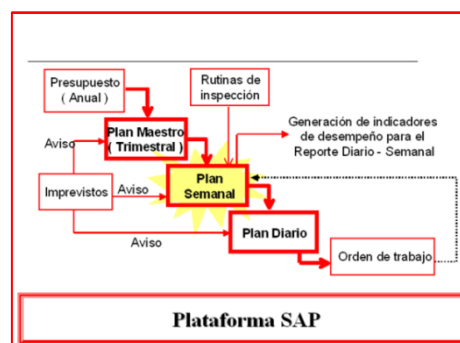 Presupuesto
( Anual )
Rutinas de
inspección
Generación de indicadores
de desempeño para el
Reporte Diario - Semanal
Aviso
Plan Maestro
( Trimestral )
Imprevistos
Aviso
Plan
Semanal
Aviso
Plan Diario
Orden de trabajo
Plataforma SAP